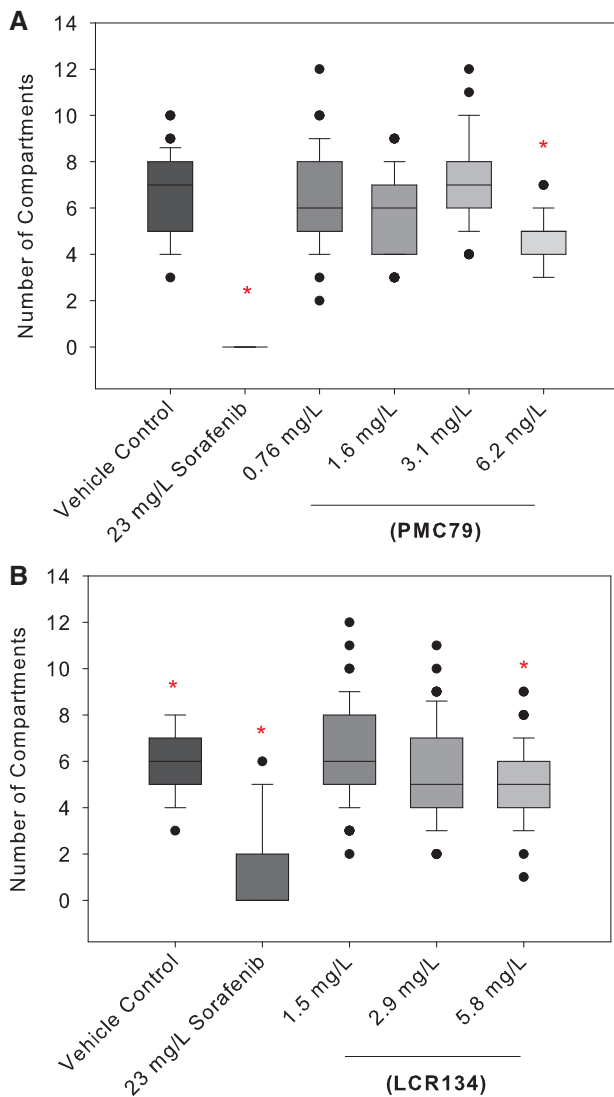 A
Number of Compartments
14
12
10
8
6
4
2
0
*
*
Vehicle Control
23 mg/L Sorafenib
0.76 mg/L
1.6 mg/L
3.1 mg/L
6.2 mg/L
(PMC79)
B
Number of Compartments
14
12
10
8
6
4
2
0
*
*
*
Vehicle Control
23 mg/L Sorafenib
1.5 mg/L
2.9 mg/L
5.8 mg/L
(LCR134)